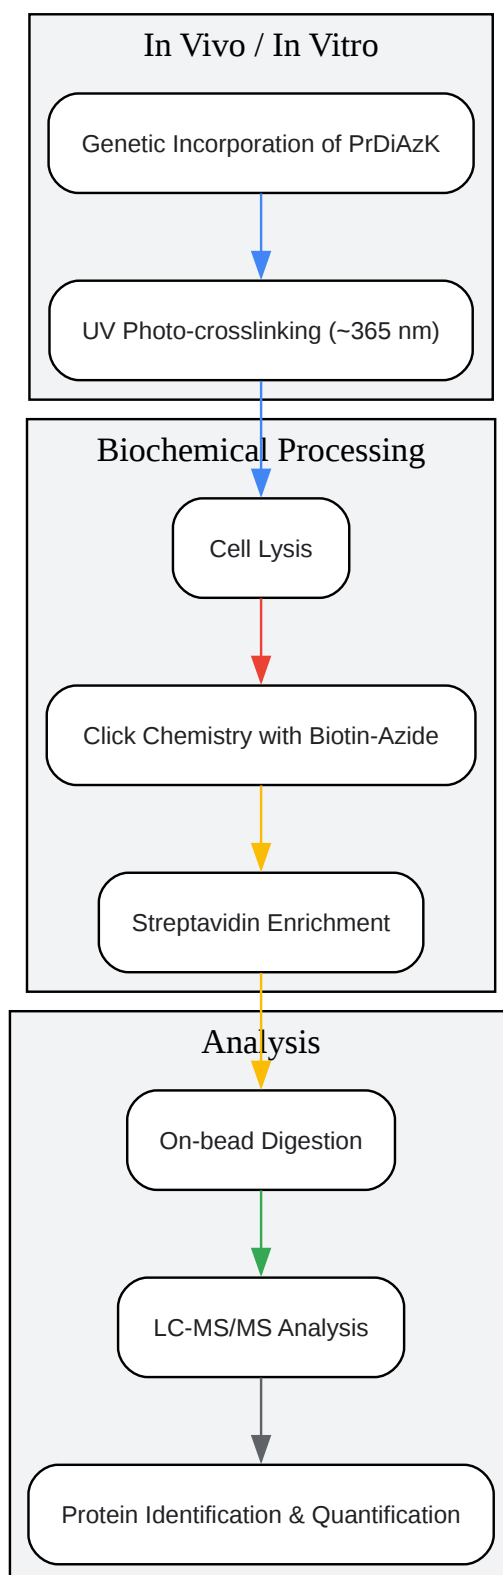 In Vivo / In Vitro
Genetic Incorporation of PrDiAzK
UV Photo-crosslinking (~365 nm)
Biochemical Processing
Cell Lysis
Click Chemistry with Biotin-Azide
Streptavidin Enrichment
Analysis
On-bead Digestion
LC-MS/MS Analysis
Protein Identification & Quantification